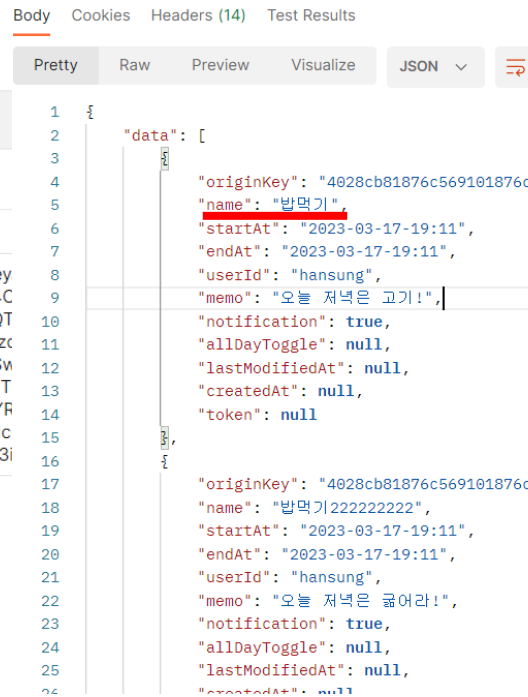 Body Cookies Headers (14) Test Results
Pretty Raw Preview Visualize JSON
1 {
2 "data": [
3 {
4 "originKey": "4028cb81876c569101876c
5 "name": "밥먹기",
6 "startAt": "2023-03-17-19:11",
7 "endAt": "2023-03-17-19:11",
8 "userId": "hansung",
9 "memo": "오늘 저녁은 고기!",
10 "notification": true,
11 "allDayToggle": null,
12 "lastModifiedAt": null,
13 "createdAt": null,
14 "token": null
15 },
16 {
17 "originKey": "4028cb81876c569101876c
18 "name": "밥먹기222222222",
19 "startAt": "2023-03-17-19:11",
20 "endAt": "2023-03-17-19:11",
21 "userId": "hansung",
22 "memo": "오늘 저녁은 굶어라!",
23 "notification": true,
24 "allDayToggle": null,
25 "lastModifiedAt": null,
26 "createdAt": null